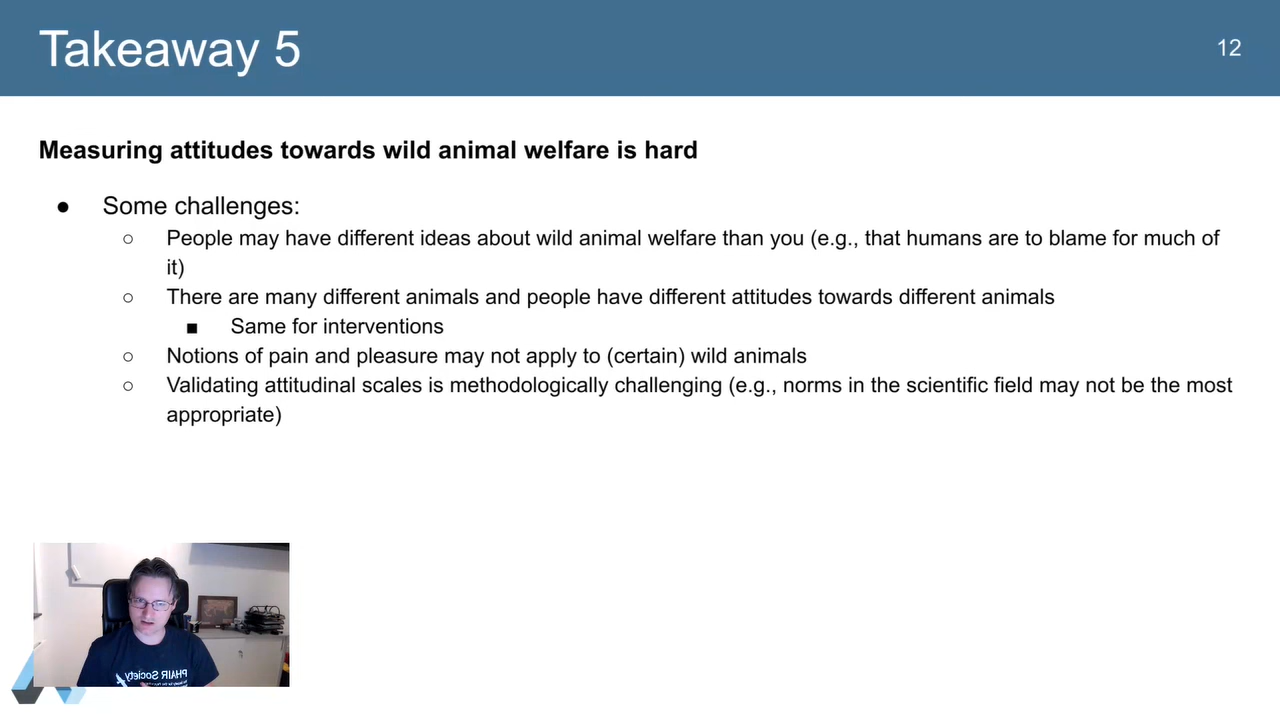 Takeaway 5
12
Measuring attitudes towards wild animal welfare is hard
● Some challenges:
○ People may have different ideas about wild animal welfare than you (e.g., that humans are to blame for much of
it)
○ There are many different animals and people have different attitudes towards different animals
■ Same for interventions
○ Notions of pain and pleasure may not apply to (certain) wild animals
○ Validating attitudinal scales is methodologically challenging (e.g., norms in the scientific field may not be the most
appropriate)
PHAIR Society